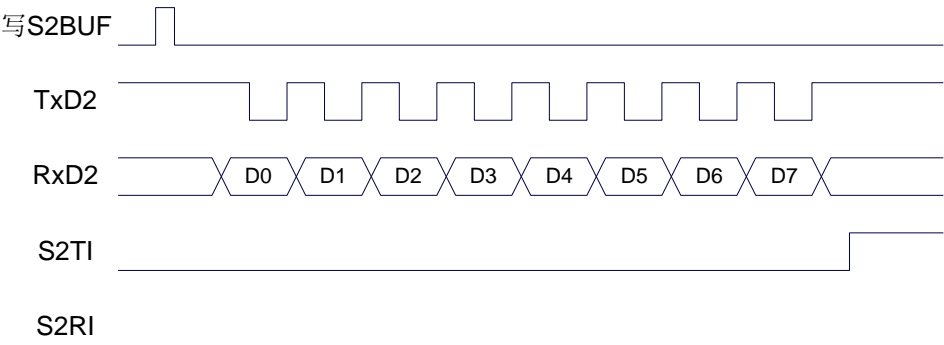 写S2BUF
TxD2
RxD2 D0 D1 D2 D3 D4 D5 D6 D7
S2TI
S2RI